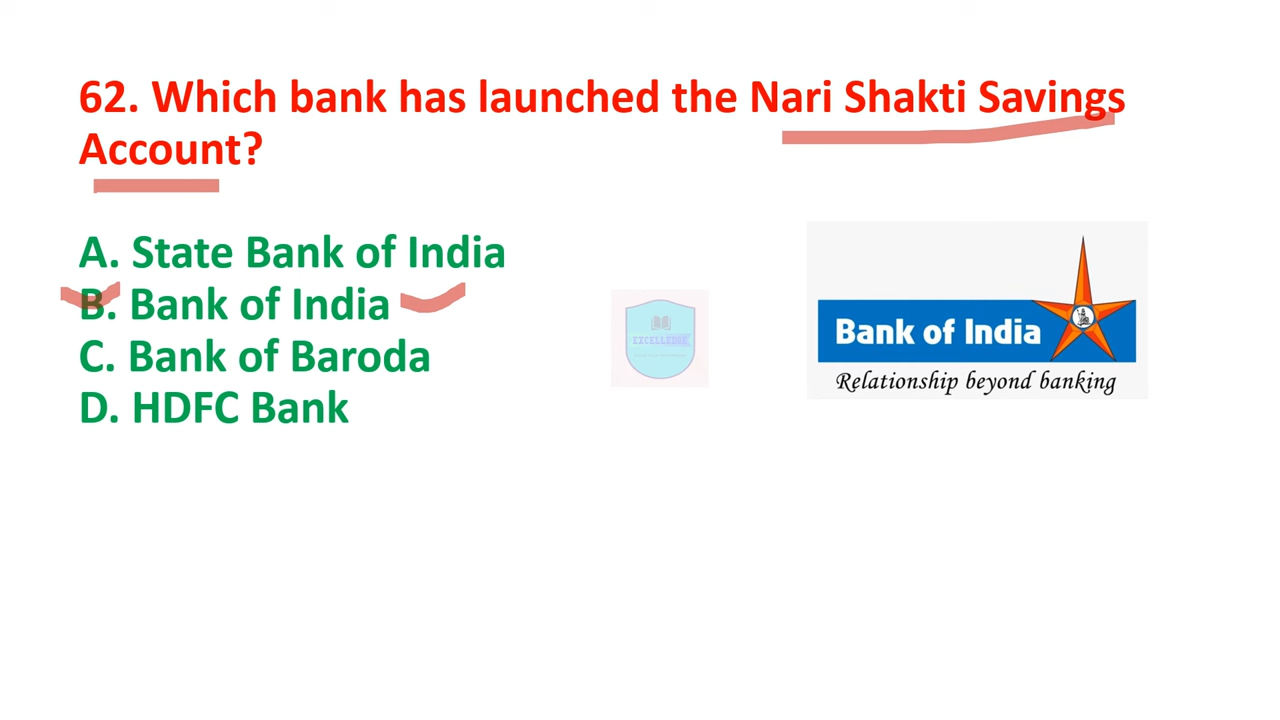 62. Which bank has launched the Nari Shakti Savings
Account?
A. State Bank of India
B. Bank of India
C. Bank of Baroda
D. HDFC Bank
EXCELLEDGE
Bank of India
Relationship beyond banking